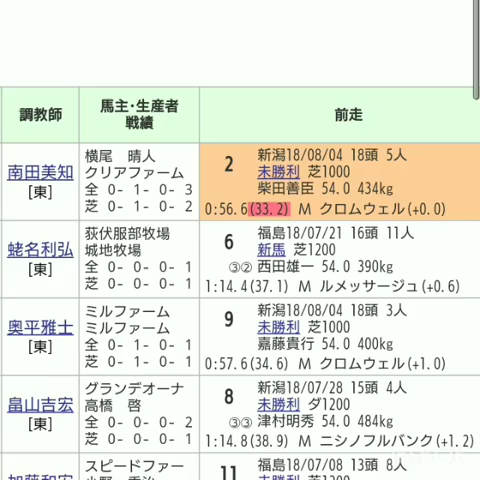 調教師
馬主・生産者
戦績
前走
南田美知
[東]
横尾 晴人
クリアファーム
全 0- 1- 0- 3
芝 0- 1- 0- 2
2
新潟18/08/04 18頭 5人
未勝利 芝1000
柴田善臣 54.0 434kg
0:56.6(33.2) M クロムウェル(+0.0)
蛯名利弘
[東]
荻伏服部牧場
城地牧場
全 0- 0- 0- 1
芝 0- 0- 0- 1
6
福島18/07/21 16頭 11人
新馬 芝1200
③② 西田雄一 54.0 390kg
1:14.4(37.1) M ルメッサージュ(+0.6)
奥平雅士
[東]
ミルファーム
ミルファーム
全 0- 1- 0- 1
芝 0- 1- 0- 1
9
新潟18/08/04 18頭 3人
未勝利 芝1000
嘉藤貴行 54.0 400kg
0:57.6(34.6) M クロムウェル(+1.0)
畠山吉宏
[東]
グランデオーナ
高橋 啓
全 0- 0- 0- 2
芝 0- 0- 0- 1
8
新潟18/07/28 15頭 4人
未勝利 ダ1200
③③ 津村明秀 54.0 484kg
1:14.8(38.9) M ニシノフルバンク(+1.2)
スピードファー
11
福島18/07/08 13頭 8人